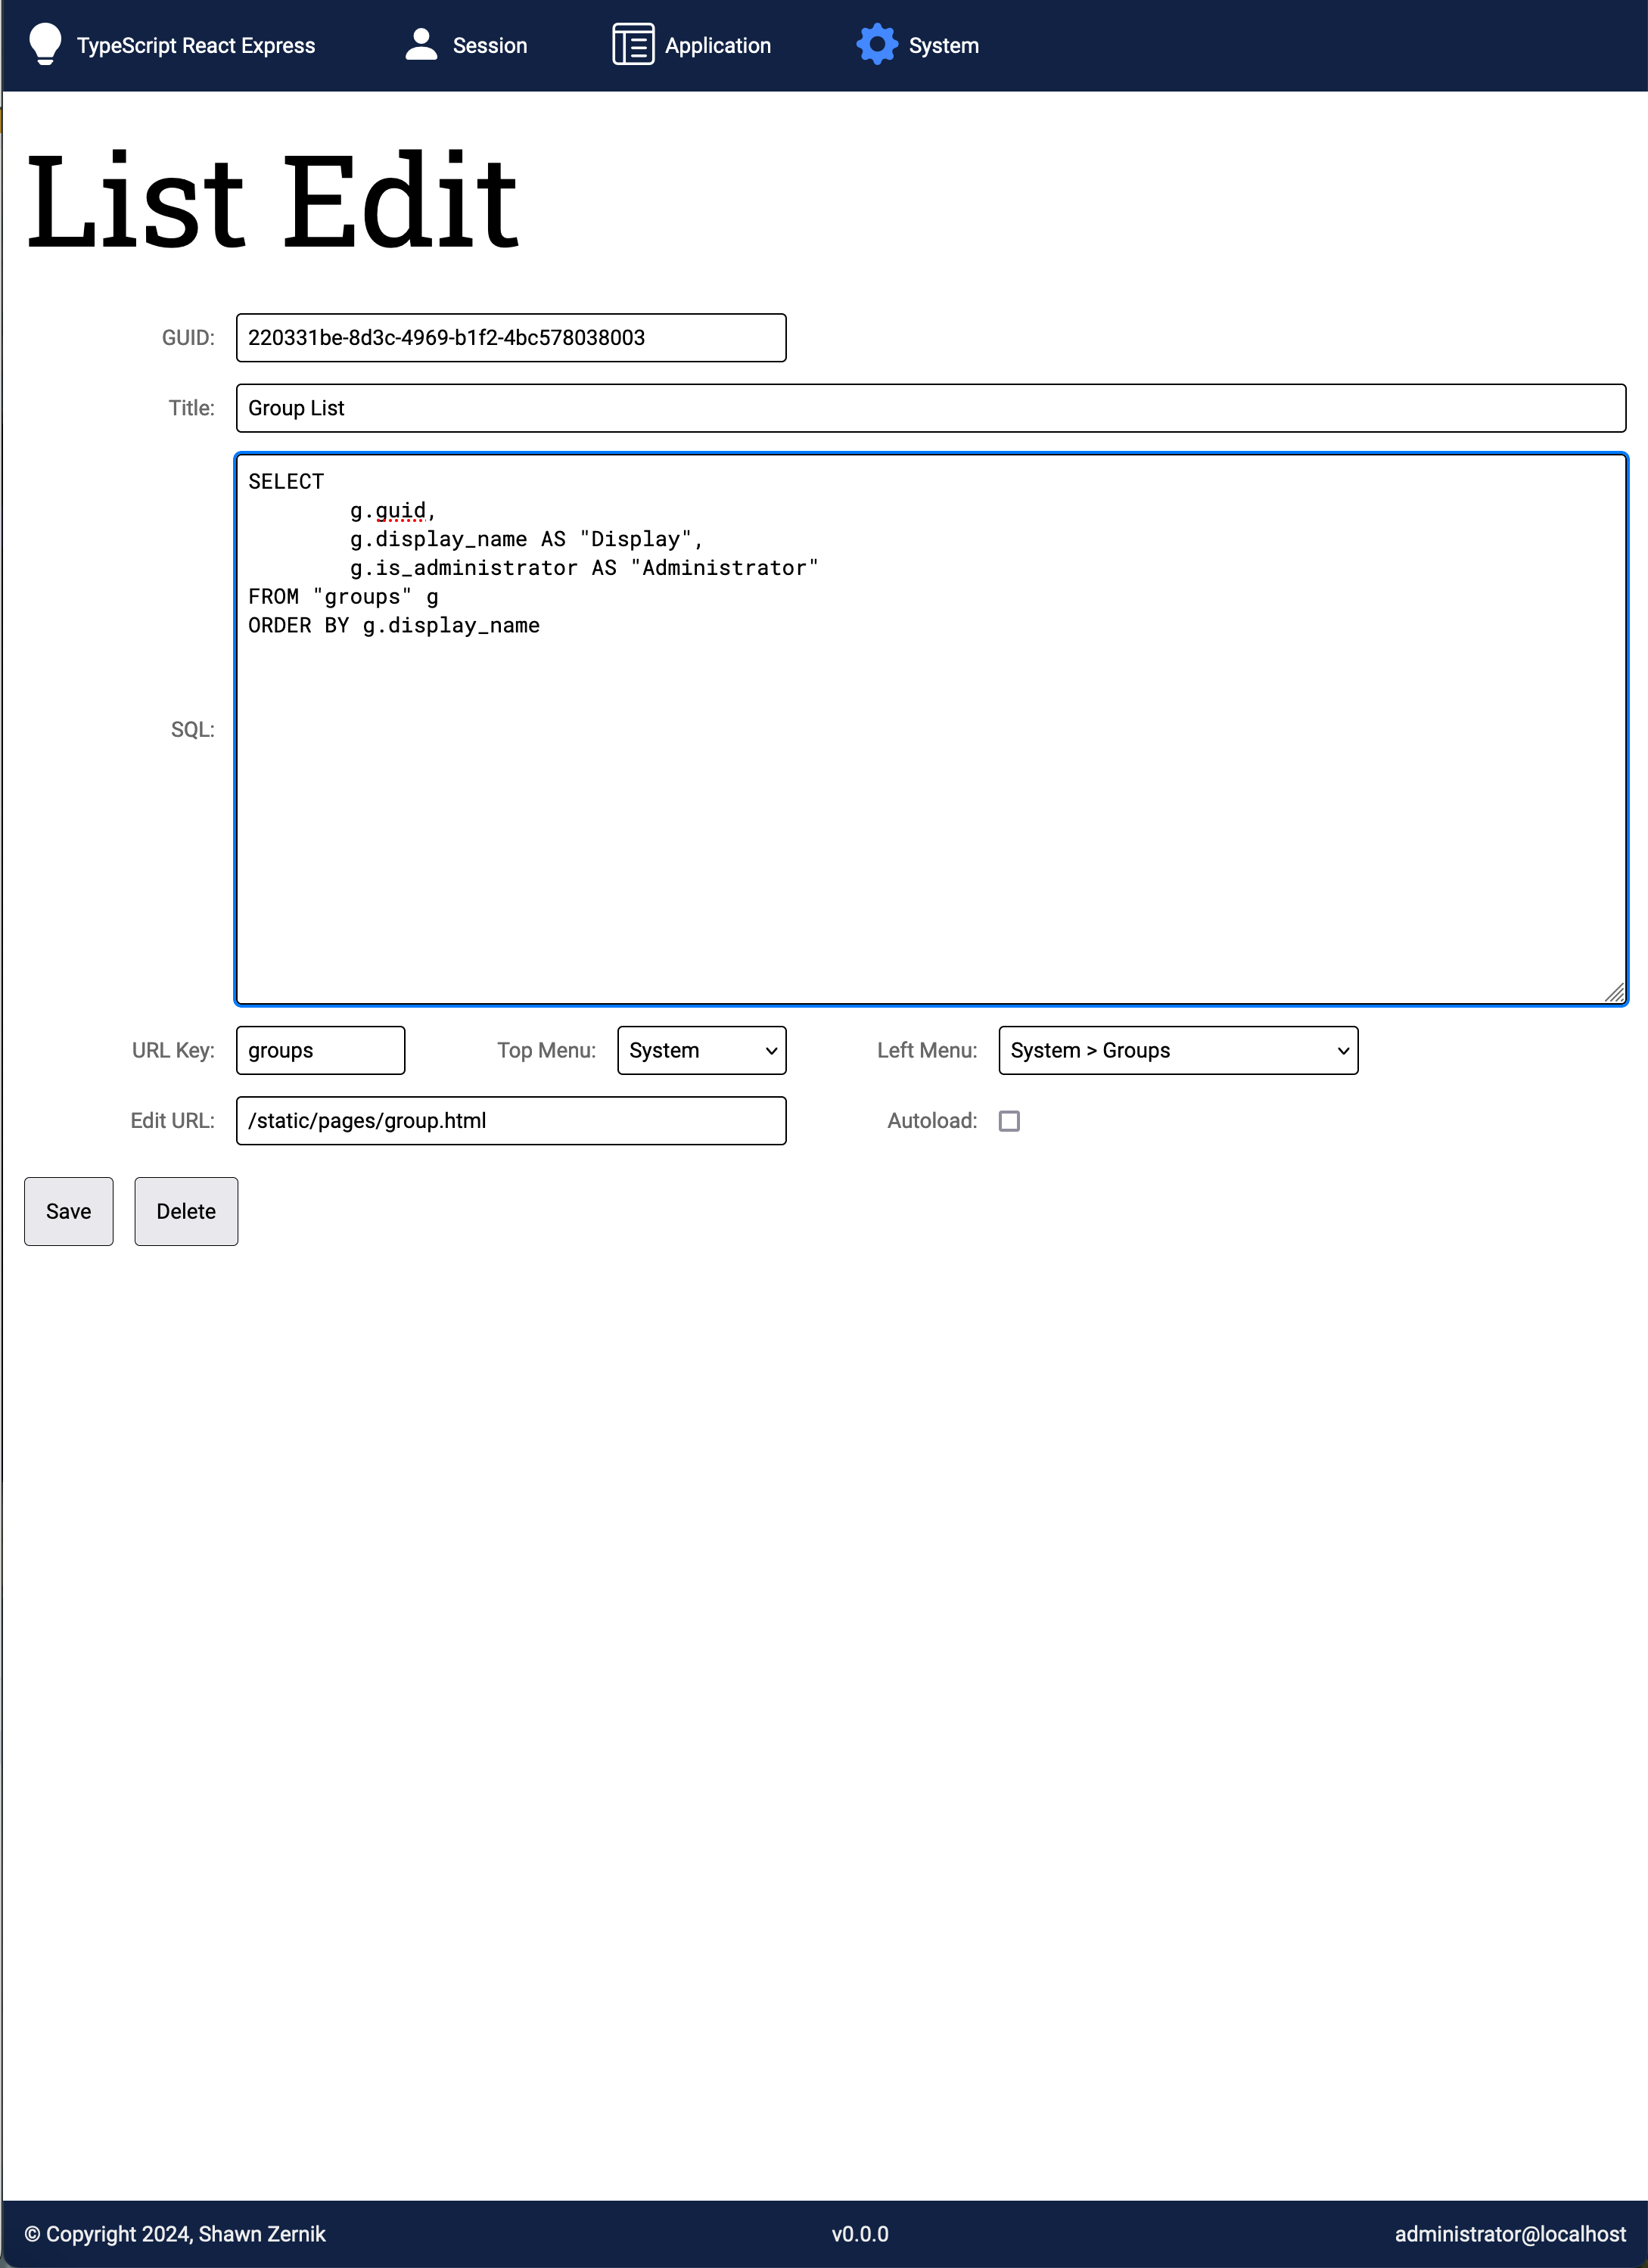 TypeScript React Express Session Application System
List Edit
GUID: 220331be-8d3c-4969-b1f2-4bc578038003
Title: Group List
SQL: SELECT
g.guid,
g.display_name AS "Display",
g.is_administrator AS "Administrator"
FROM "groups" g
ORDER BY g.display_name
URL Key: groups Top Menu: System Left Menu: System > Groups
Edit URL: /static/pages/group.html Autoload:
Save Delete
© Copyright 2024, Shawn Zernik v0.0.0 administrator@localhost